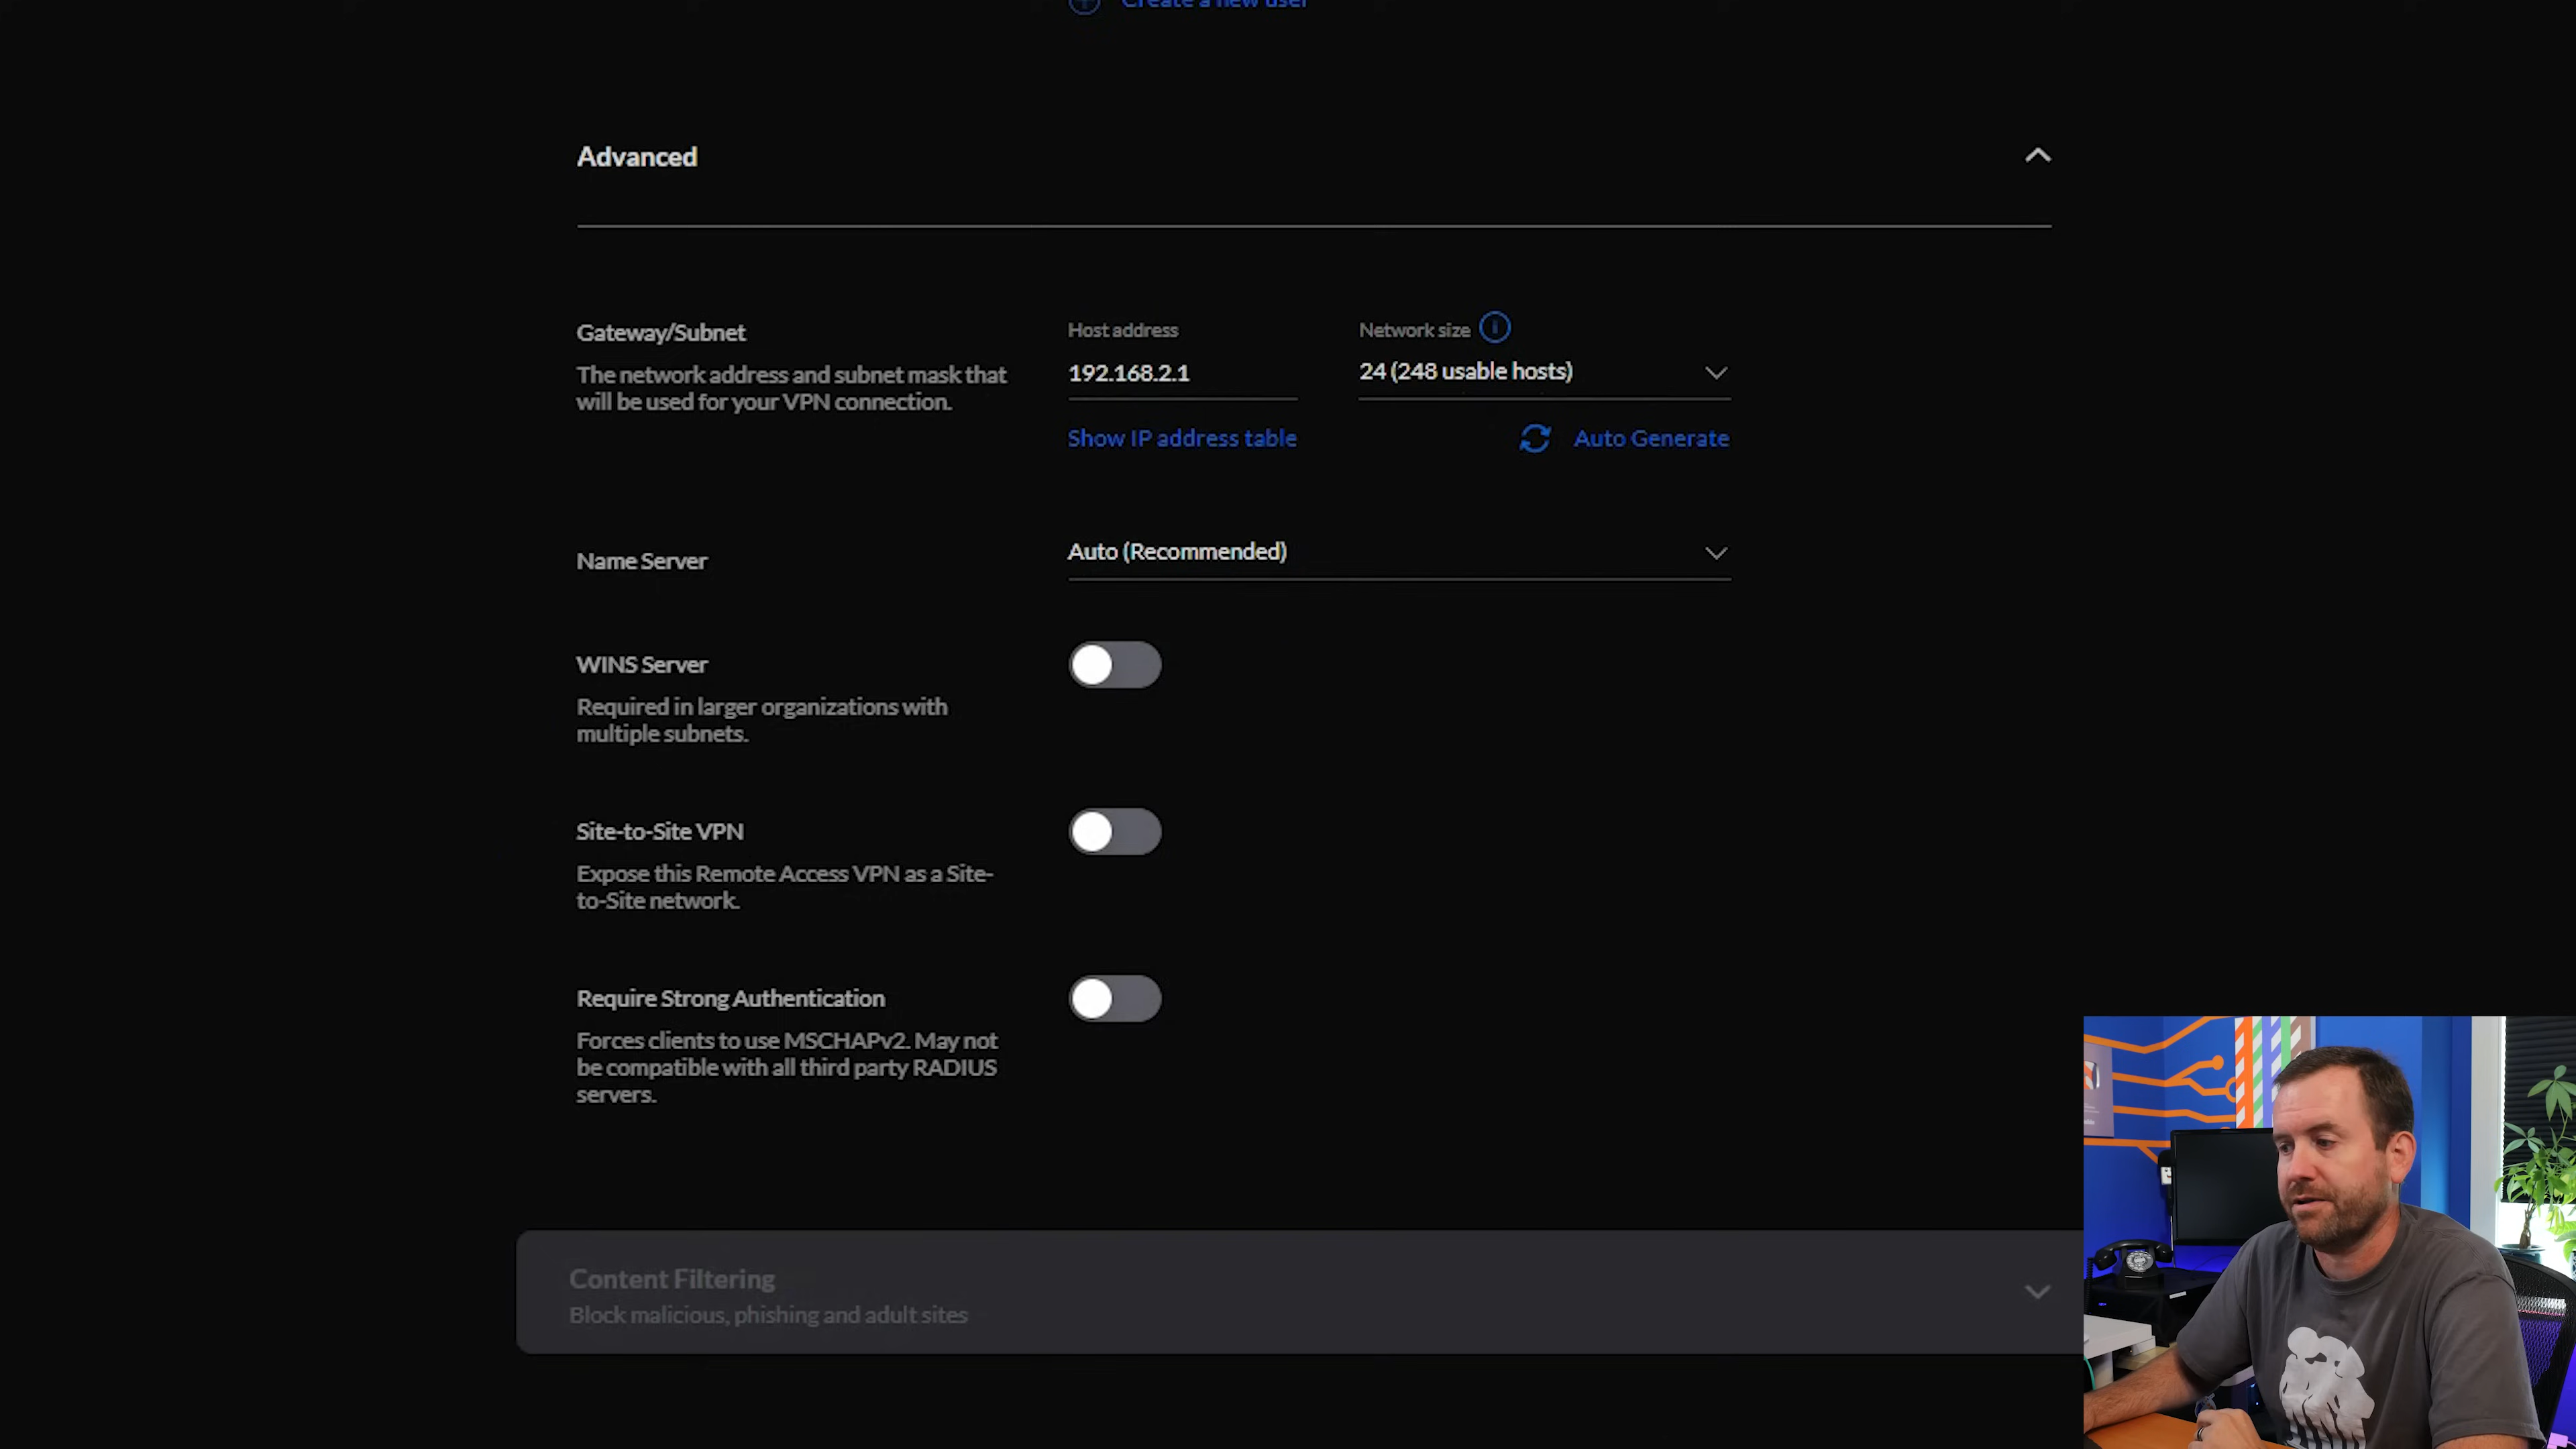 Create a new user
Advanced
Gateway/Subnet
The network address and subnet mask that
will be used for your VPN connection.
Host address
192.168.2.1
Show IP address table
Network size
24 (248 usable hosts)
Auto Generate
Name Server
Auto (Recommended)
WINS Server
Required in larger organizations with
multiple subnets.
Site-to-Site VPN
Expose this Remote Access VPN as a Site-
to-Site network.
Require Strong Authentication
Forces clients to use MSCHAPv2. May not
be compatible with all third party RADIUS
servers.
Content Filtering
Block malicious, phishing and adult sites